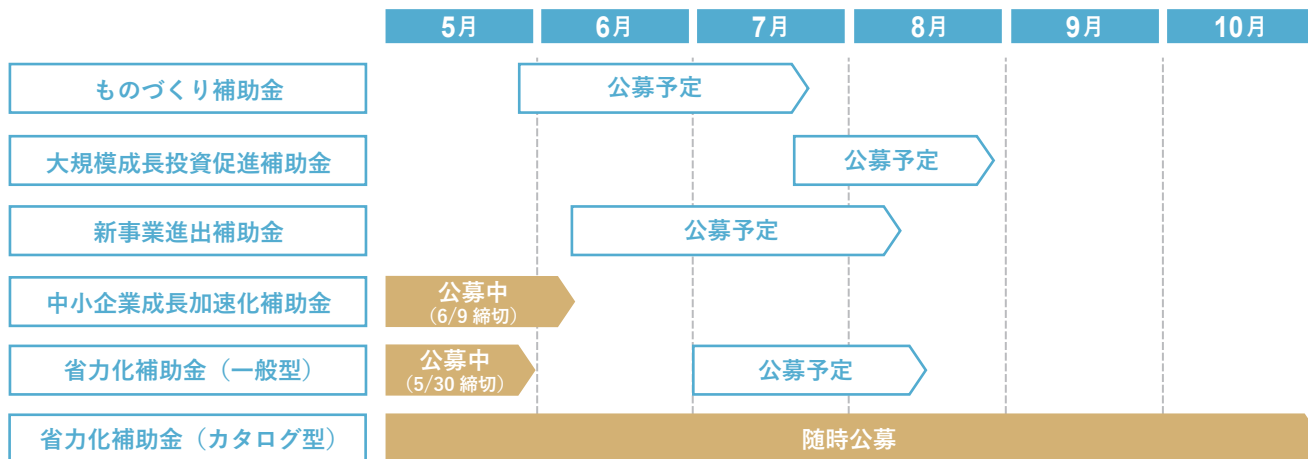 5月 6月 7月 8月 9月 10月
ものづくり補助金 公募予定
大規模成長投資促進補助金 公募予定
新事業進出補助金 公募予定
中小企業成長加速化補助金 公募中
（6/9 締切）
省力化補助金（一般型） 公募中 公募予定
（5/30 締切）
省力化補助金（カタログ型） 随時公募